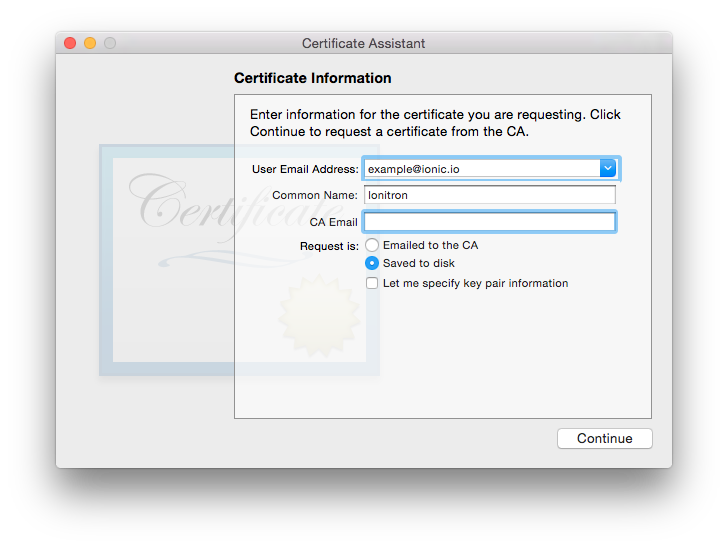 Certificate Assistant
Certificate Information
Enter information for the certificate you are requesting. Click
Continue to request a certificate from the CA.
User Email Address: example@ionic.io
Common Name: Ionitron
CA Email
Request is: Emailed to the CA
Saved to disk
Let me specify key pair information
Certificate
Continue